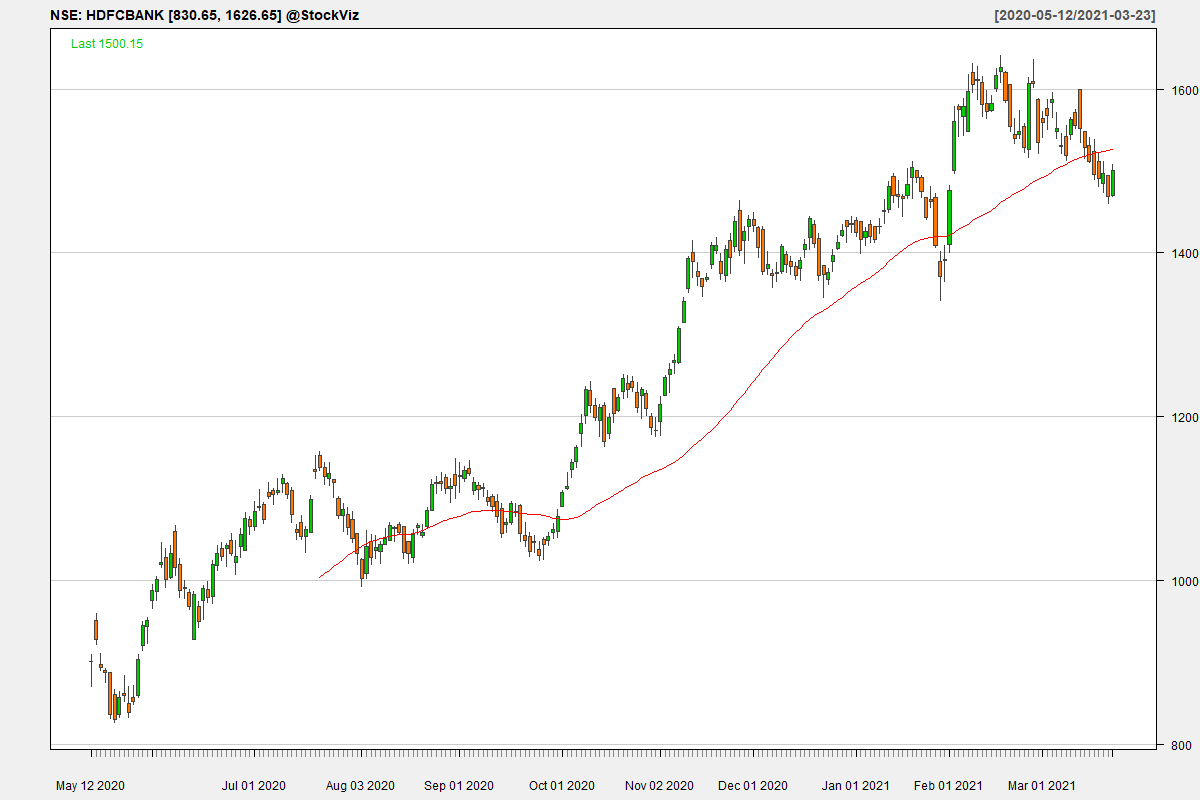 NSE: HDFCBANK [830.65, 1626.65] @StockViz
[2020-05-12/2021-03-23]
Last 1500.15
1600
1400
1200
1000
800
May 12 2020
Jul 01 2020
Aug 03 2020
Sep 01 2020
Oct 01 2020
Nov 02 2020
Dec 01 2020
Jan 01 2021
Feb 01 2021
Mar 01 2021